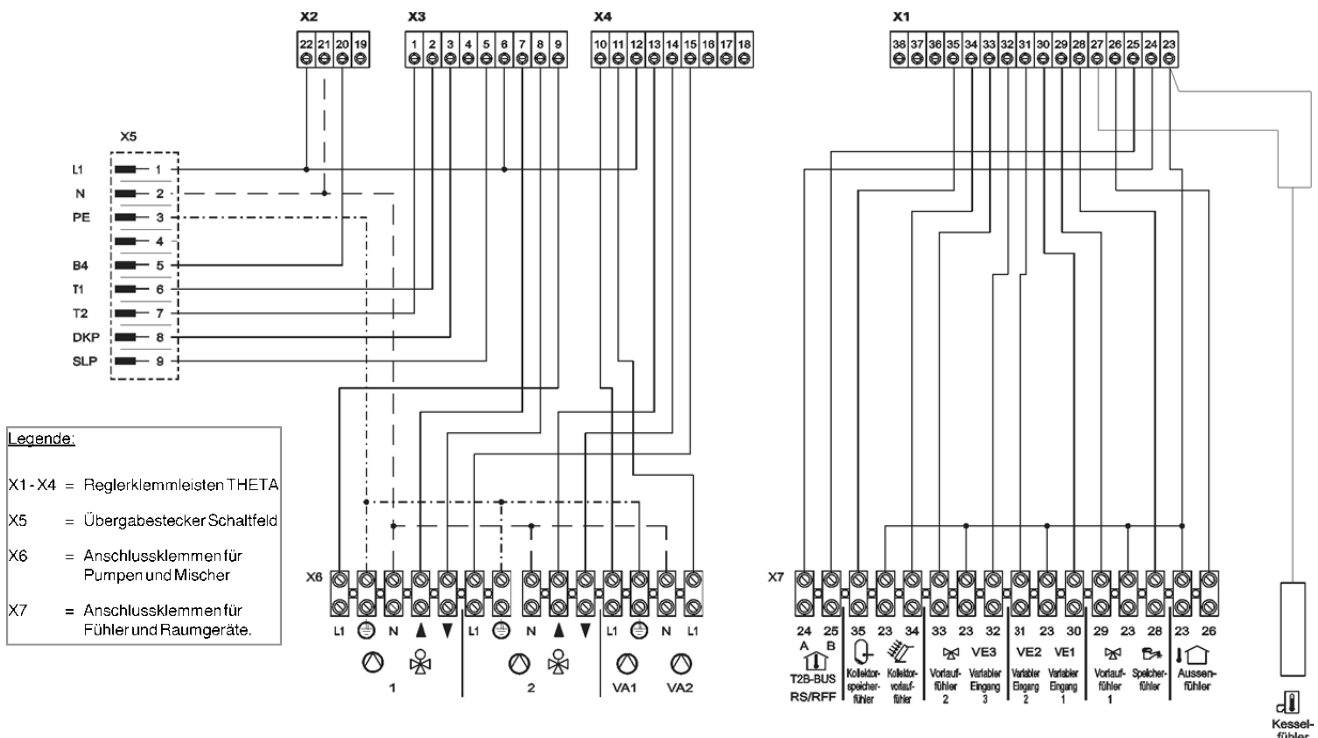 X2 X3 X4 X1
22 21 20 19 1 2 3 4 5 6 7 8 9 10 11 12 13 14 15 16 17 18 38 37 36 35 34 33 32 31 30 29 28 27 26 25 24 23
X5
L1 1
N 2
PE 3
4
B4 5
T1 6
T2 7
DKP 8
SLP 9
Legende:
X1-X4 = Reglerklemmleisten THETA
X5 = Übergabestecker Schaltfeld
X6 = Anschlussklemmen für
Pumpen und Mischer
X7 = Anschlussklemmen für
Fühler und Raumgeräte.
X6
L1 N L1 N L1 N L1
1 2 VA1 VA2
X7
24 25 35 23 34 33 23 32 31 23 30 29 23 28 23 26
A B
VE3 VE2 VE1
T2B-BUS
RS/RFF
Kollektor-
speicher-
fühler
Kollektor-
vorlauf-
fühler
Vorlauf-
fühler
2
Variabler
Eingang
3
Variabler
Eingang
2
Variabler
Eingang
1
Vorlauf-
fühler
1
Speicher-
fühler
Aussen-
fühler
Kessel-
fühler